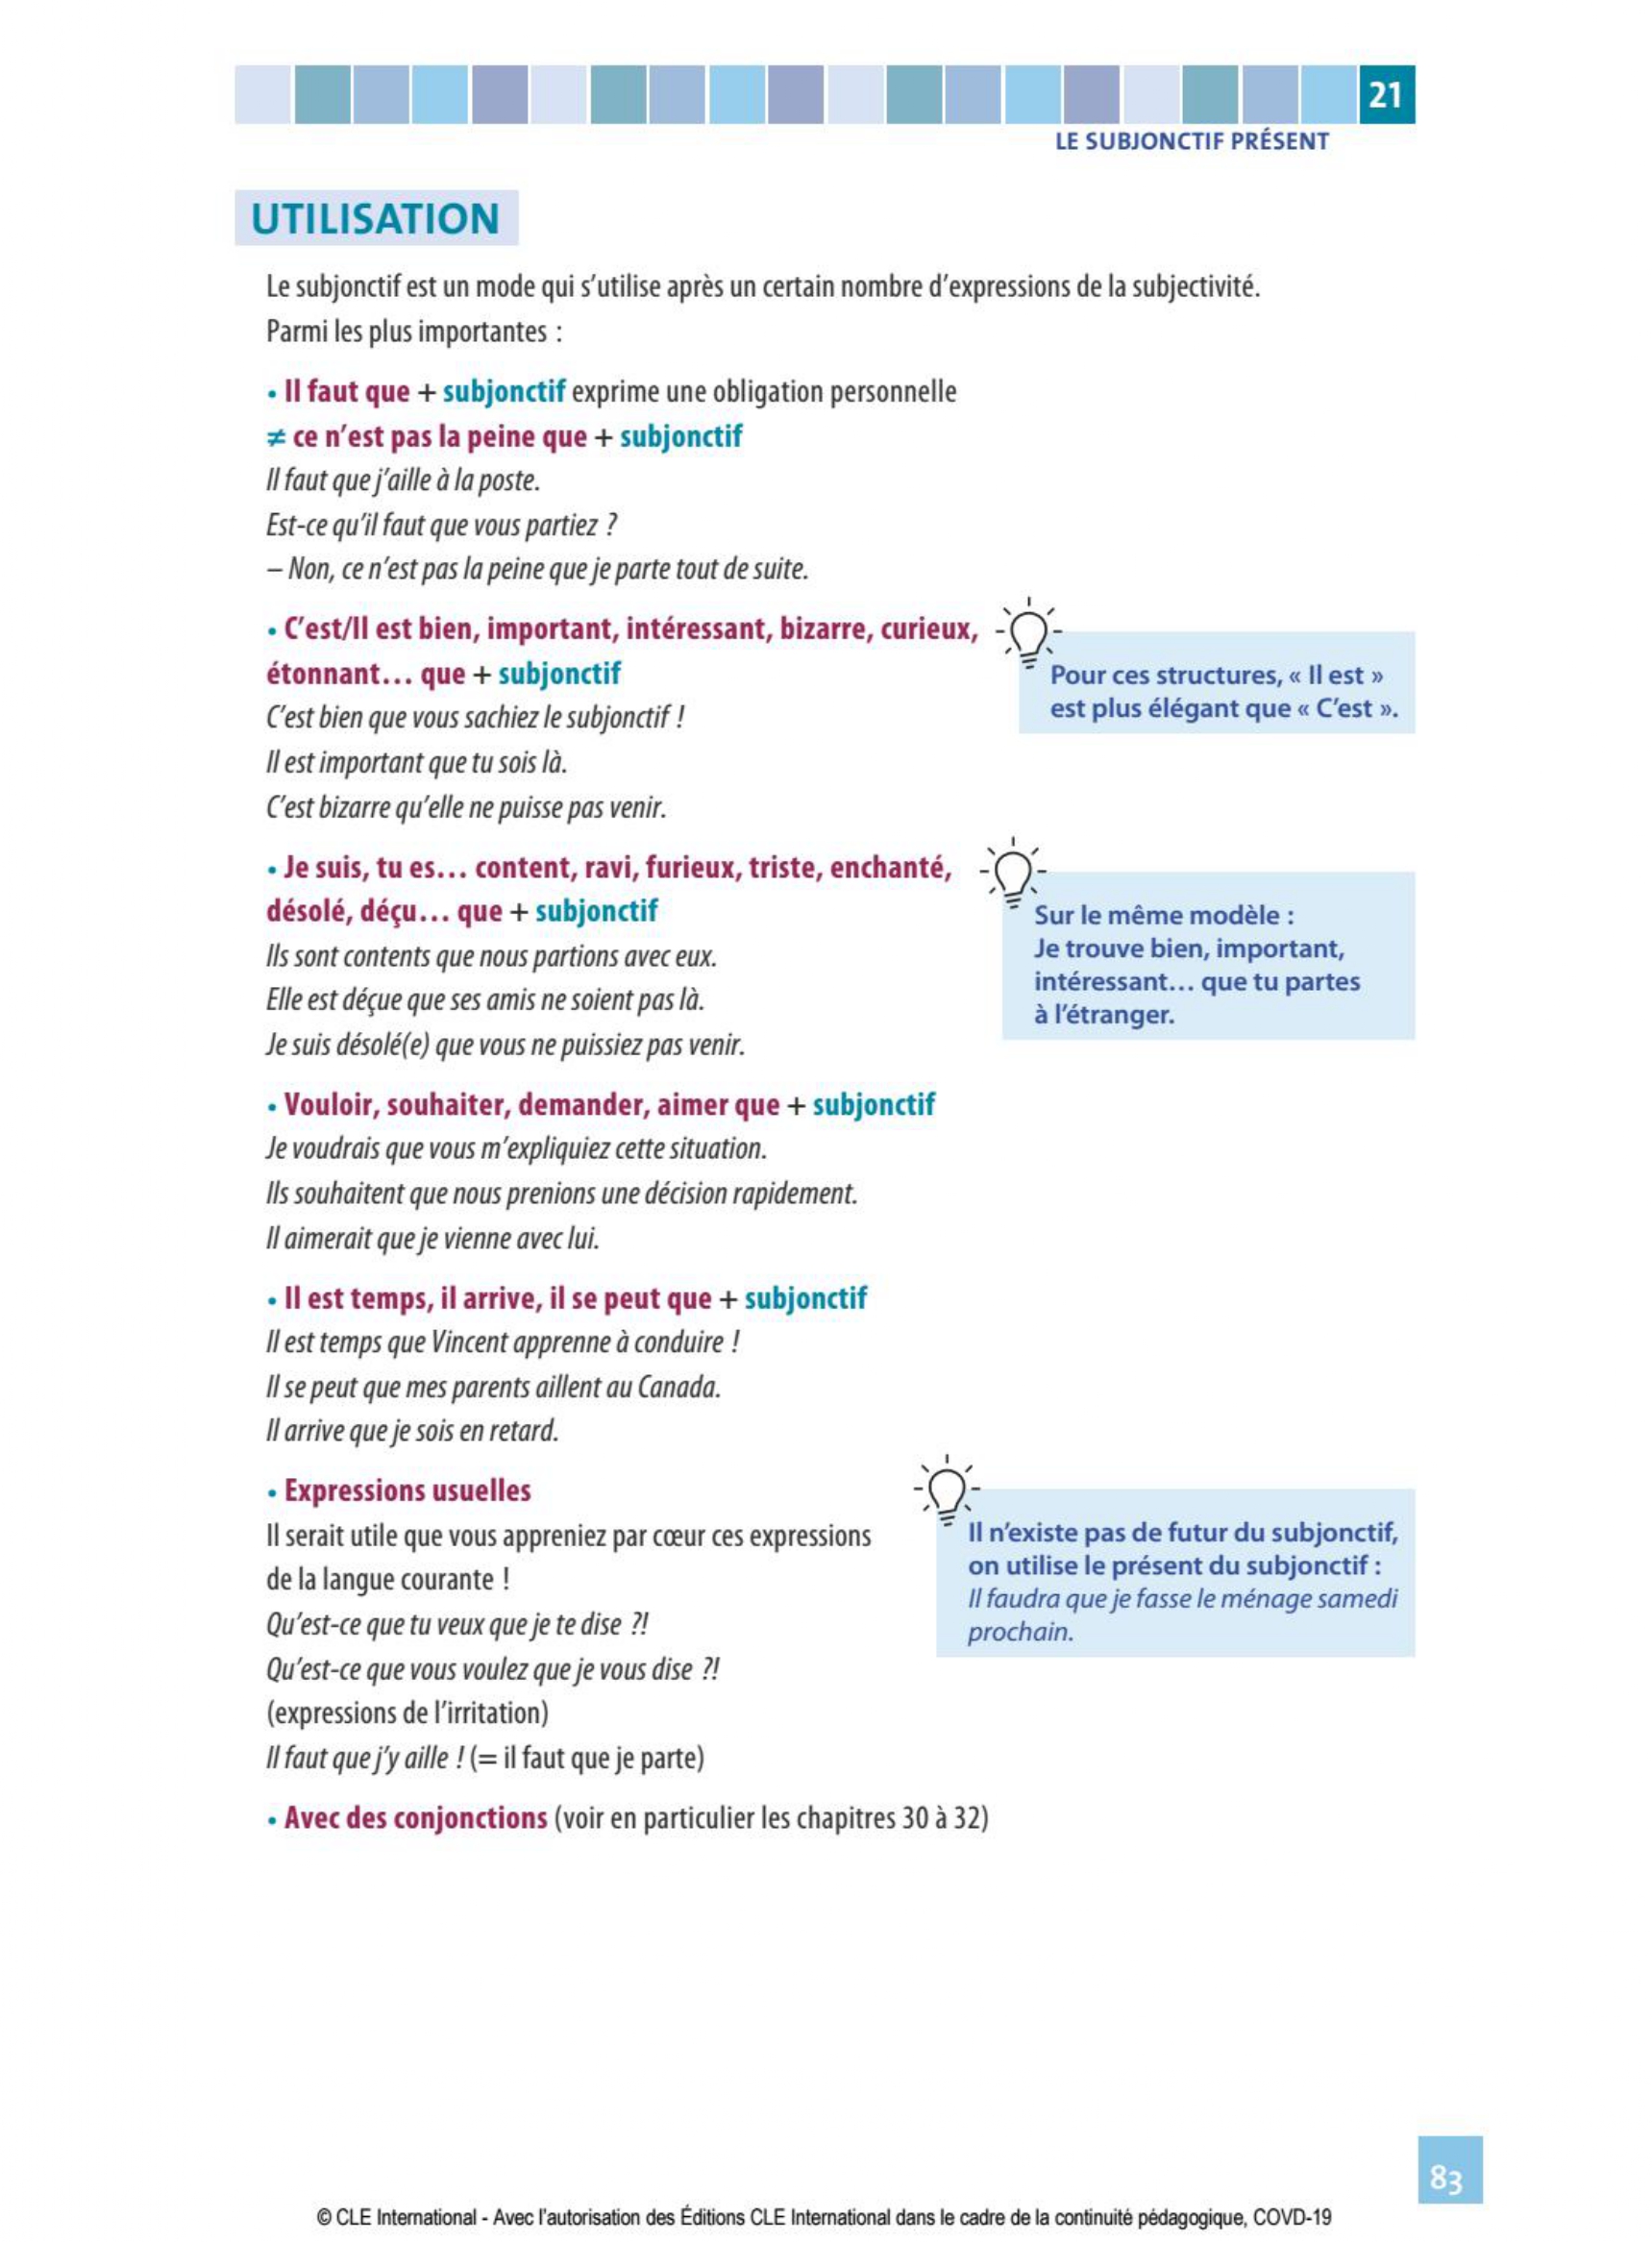 21
LE SUBJONCTIF PRÉSENT
UTILISATION
Le subjonctif est un mode qui s'utilise après un certain nombre d'expressions de la subjectivité.
Parmi les plus importantes :
• Il faut que + subjonctif exprime une obligation personnelle
≠ ce n'est pas la peine que + subjonctif
Il faut que j'aille à la poste.
Est-ce qu'il faut que vous partiez ?
– Non, ce n'est pas la peine que je parte tout de suite.
• C'est/Il est bien, important, intéressant, bizarre, curieux,
étonnant… que + subjonctif
C'est bien que vous sachiez le subjonctif !
Il est important que tu sois là.
C'est bizarre qu'elle ne puisse pas venir.
Pour ces structures, « Il est »
est plus élégant que « C'est ».
• Je suis, tu es… content, ravi, furieux, triste, enchanté,
désolé, déçu… que + subjonctif
Ils sont contents que nous partions avec eux.
Elle est déçue que ses amis ne soient pas là.
Je suis désolé(e) que vous ne puissiez pas venir.
Sur le même modèle :
Je trouve bien, important,
intéressant… que tu partes
à l'étranger.
• Vouloir, souhaiter, demander, aimer que + subjonctif
Je voudrais que vous m'expliquiez cette situation.
Ils souhaitent que nous prenions une décision rapidement.
Il aimerait que je vienne avec lui.
• Il est temps, il arrive, il se peut que + subjonctif
Il est temps que Vincent apprenne à conduire !
Il se peut que mes parents aillent au Canada.
Il arrive que je sois en retard.
• Expressions usuelles
Il serait utile que vous appreniez par cœur ces expressions
de la langue courante !
Qu'est-ce que tu veux que je te dise ?!
Qu'est-ce que vous voulez que je vous dise ?!
(expressions de l'irritation)
Il faut que j'y aille ! (= il faut que je parte)
Il n'existe pas de futur du subjonctif,
on utilise le présent du subjonctif :
Il faudra que je fasse le ménage samedi
prochain.
• Avec des conjonctions (voir en particulier les chapitres 30 à 32)
83
© CLE International - Avec l'autorisation des Éditions CLE International dans le cadre de la continuité pédagogique, COVD-19